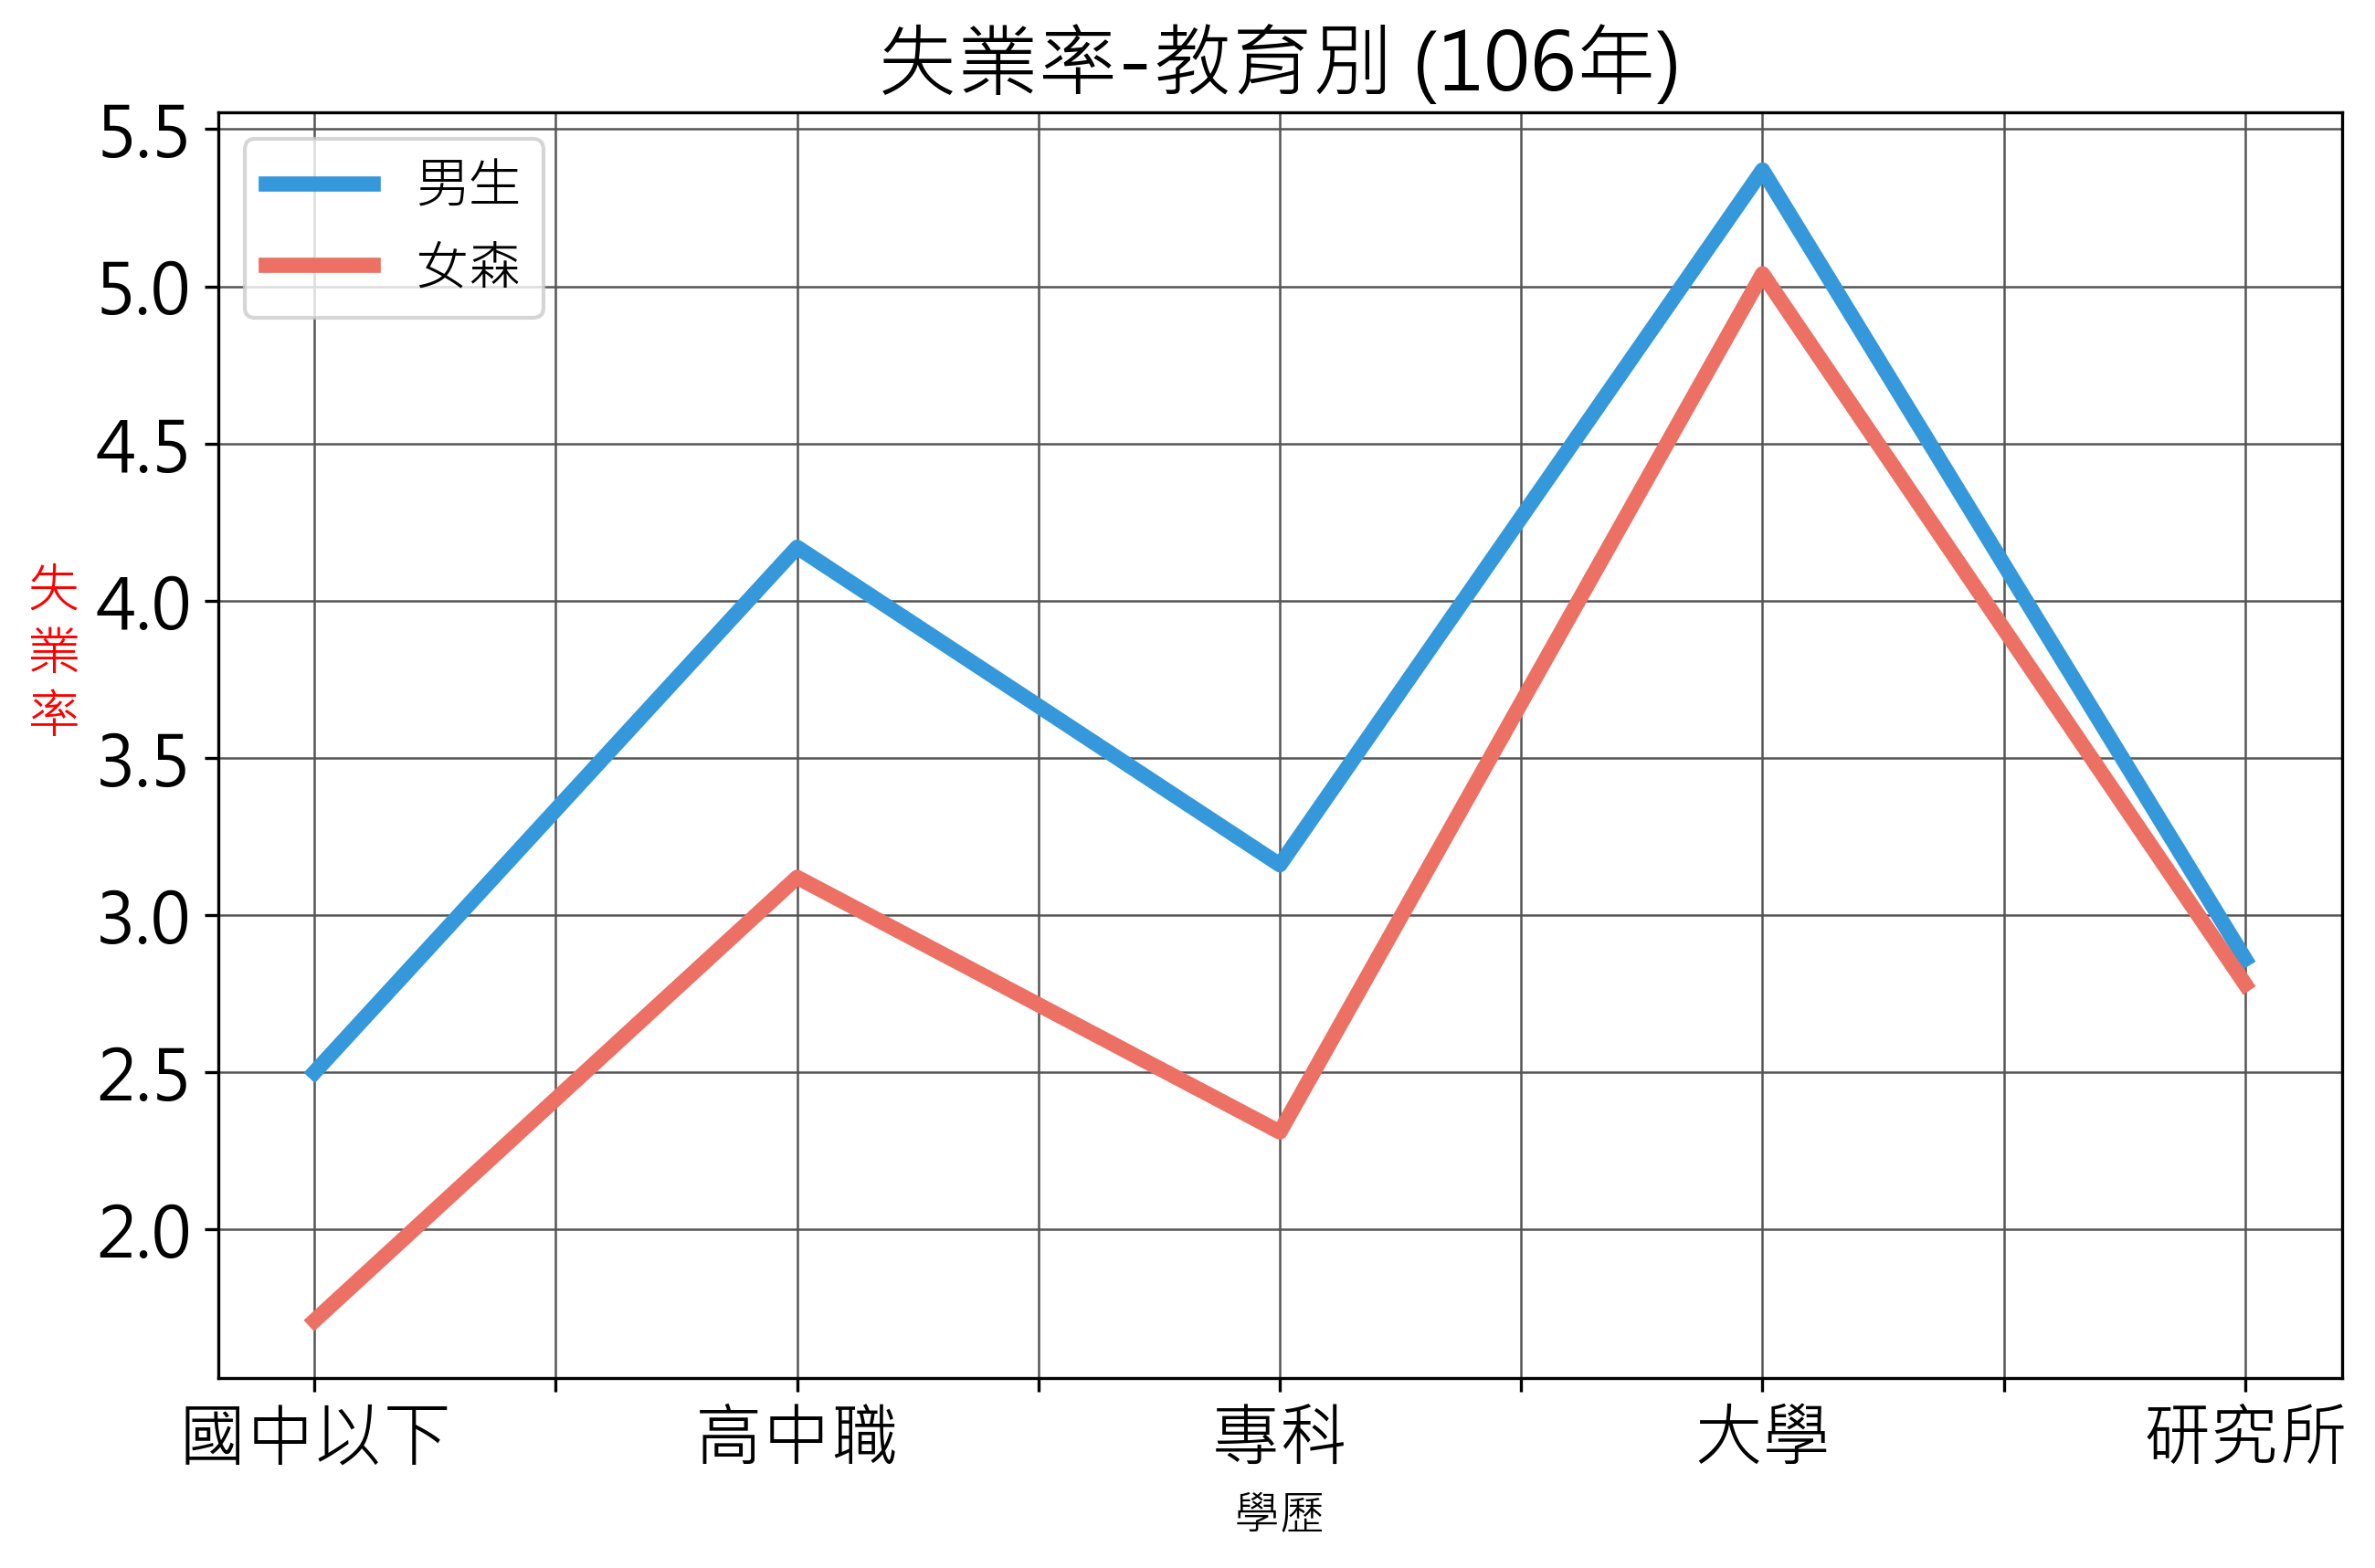 失業率-教育別 (106年)
5.5
5.0
4.5
4.0
3.5
3.0
2.5
2.0
男生
女森
失
業
率
國中以下 高中職 專科 大學 研究所
學歷